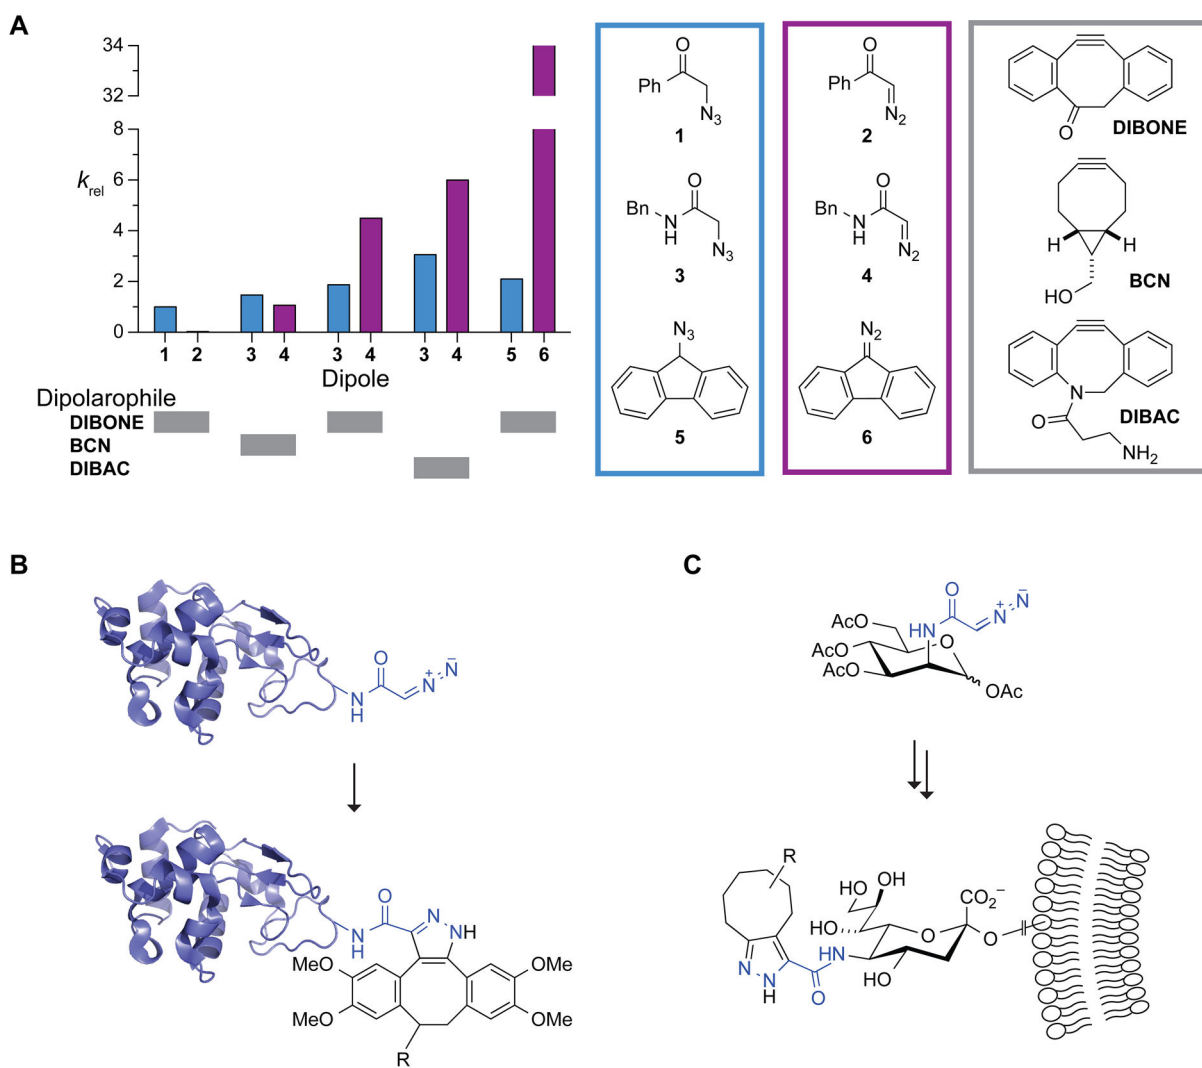 A
34
32
8
k rel
6
4
2
0
1 2 3 4 3 4 3 4 5 6
Dipole
Dipolarophile
DIBONE
BCN
DIBAC
O
Ph
N3
1
O
Bn
N
H
N3
3
N3
5
O
Ph
N2
2
O
Bn
N
H
N2
4
N2
6
O
DIBONE
H H
HO
BCN
N
O
DIBAC
NH2
B
O
N
H
N + N −
O
N
H
N
NH
MeO OMe
MeO OMe
R
C
O
HN
N + N −
AcO
AcO
AcO
O
OAc
R
HO OH
HO
CO2 −
O
O
HN
N N
H
O
HO